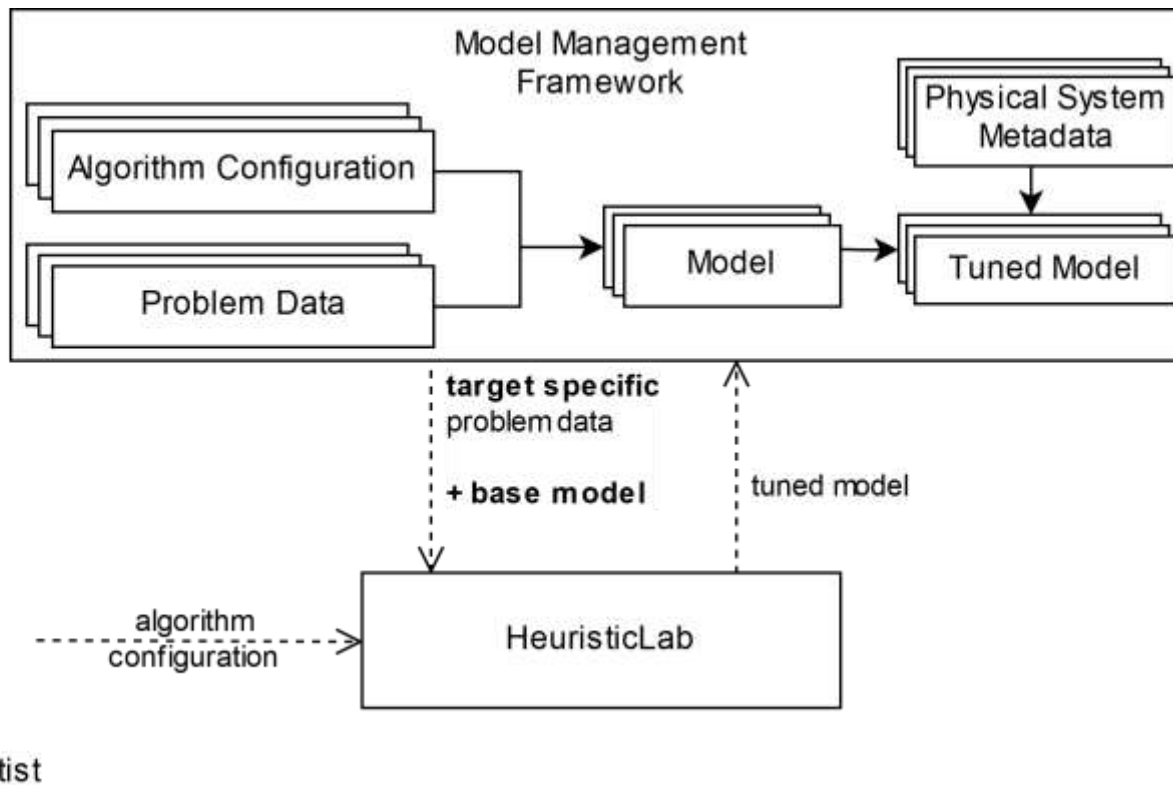 Model Management
Framework
Physical System
Metadata
Algorithm Configuration
Model
Tuned Model
Problem Data
target specific
problem data
+ base model
tuned model
algorithm
configuration
HeuristicLab
tist